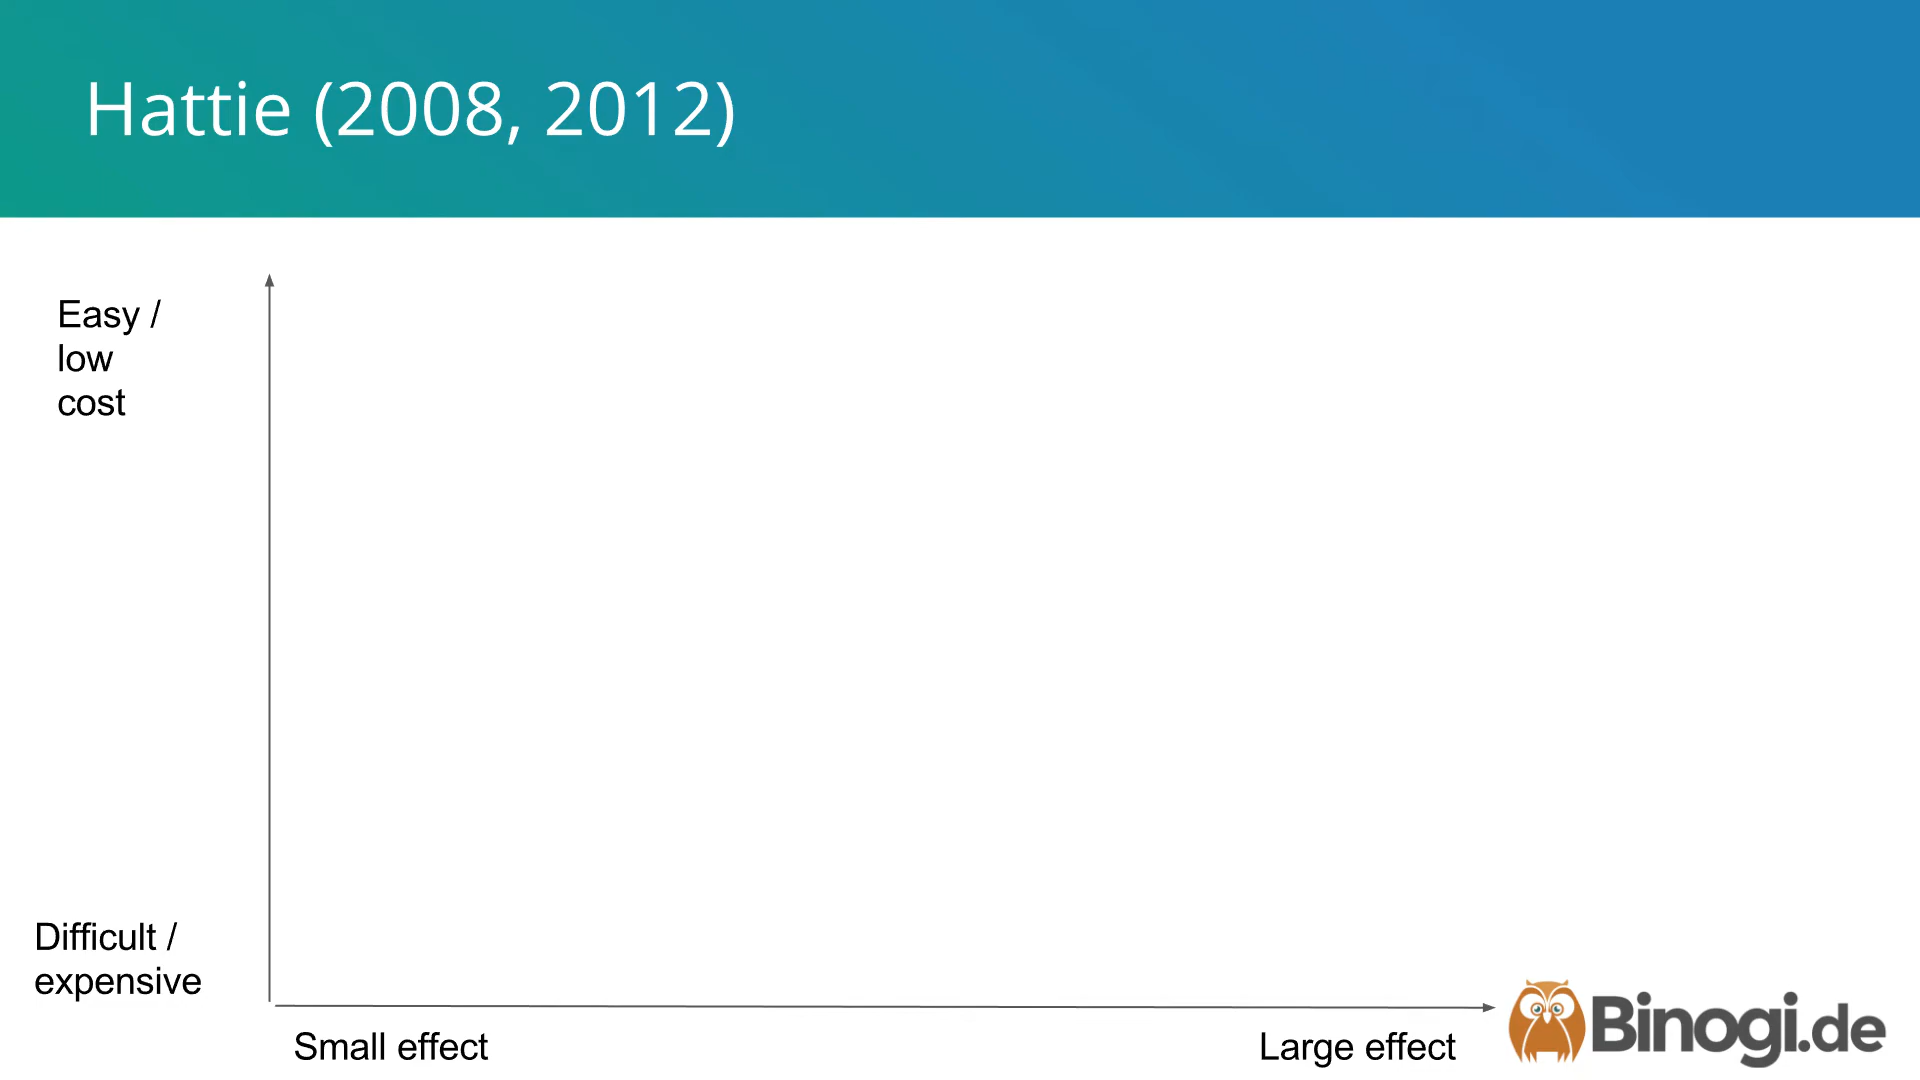 Hattie (2008, 2012)
Easy /
low
cost
Difficult /
expensive
Small effect
Large effect
Binogi.de